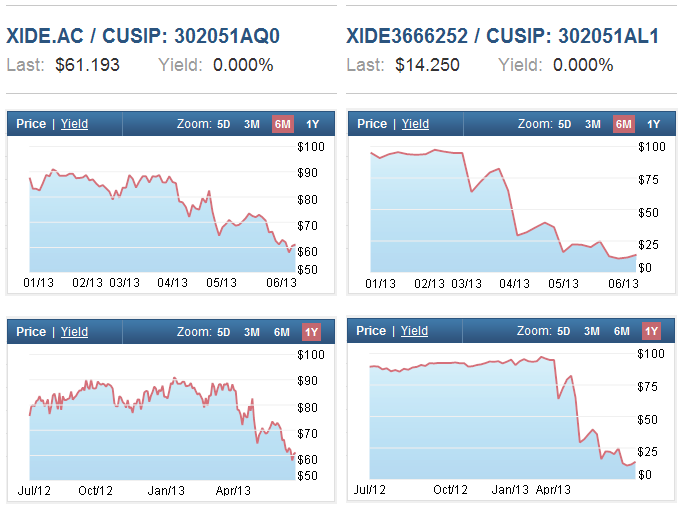 XIDE.AC / CUSIP: 302051AQ0
Last: $61.193 Yield: 0.000%
Price | Yield Zoom: 5D 3M 6M 1Y
$100
$90
$80
$70
$60
$50
01/13 02/13 03/13 04/13 05/13 06/13
Price | Yield Zoom: 5D 3M 6M 1Y
$100
$90
$80
$70
$60
$50
Jul/12 Oct/12 Jan/13 Apr/13
XIDE3666252 / CUSIP: 302051AL1
Last: $14.250 Yield: 0.000%
Price | Yield Zoom: 5D 3M 6M 1Y
$100
$75
$50
$25
$0
01/13 02/13 03/13 04/13 05/13 06/13
Price | Yield Zoom: 5D 3M 6M 1Y
$100
$75
$50
$25
$0
Jul/12 Oct/12 Jan/13 Apr/13